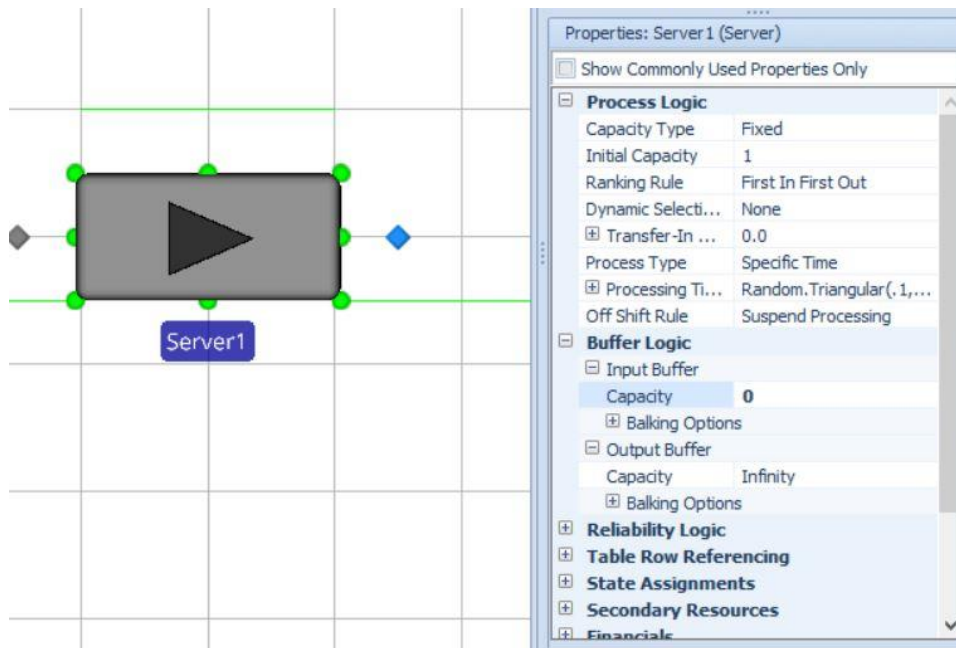 Properties: Server1 (Server)
Show Commonly Used Properties Only
Process Logic
Capacity Type Fixed
Initial Capacity 1
Ranking Rule First In First Out
Dynamic Selecti... None
Transfer-In ... 0.0
Process Type Specific Time
Processing Ti... Random.Triangular(.1,...
Off Shift Rule Suspend Processing
Buffer Logic
Input Buffer
Capacity 0
Balking Options
Output Buffer
Capacity Infinity
Balking Options
Reliability Logic
Table Row Referencing
State Assignments
Secondary Resources
Financials
Server1